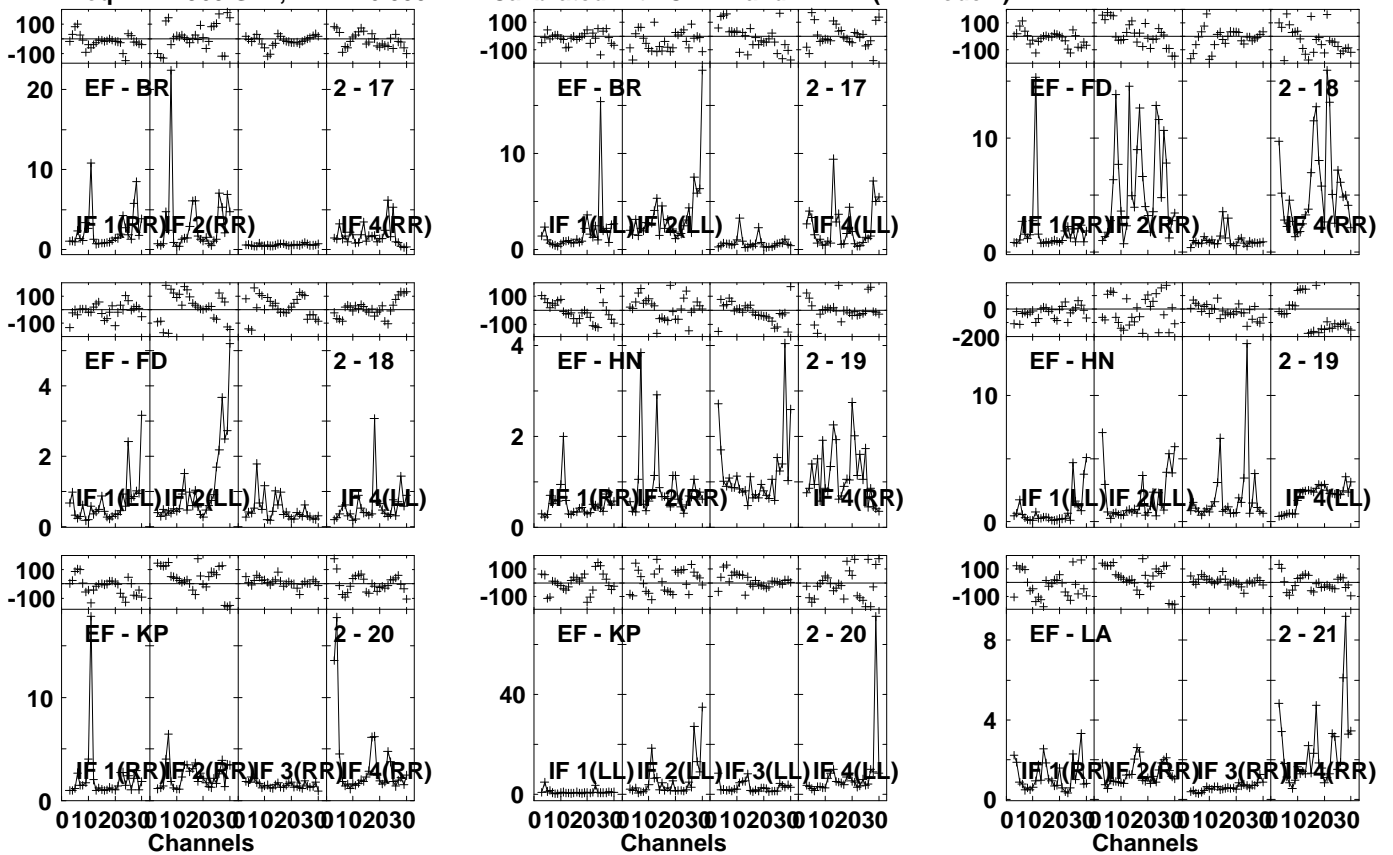 100
-100
20
10
0
EF - BR
2 - 17
IF 1(RR)
IF 2(RR)
IF 4(RR)
100
-100
10
0
EF - BR
2 - 17
IF 1(LL)
IF 2(LL)
IF 4(LL)
100
-100
10
0
EF - FD
2 - 18
IF 1(RR)
IF 2(RR)
IF 4(RR)
100
-100
4
2
0
EF - FD
2 - 18
IF 1(LL)
IF 2(LL)
IF 4(LL)
100
-100
4
2
0
EF - HN
2 - 19
IF 1(RR)
IF 2(RR)
IF 4(RR)
0
-200
10
0
EF - HN
2 - 19
IF 1(LL)
IF 2(LL)
IF 4(LL)
100
-100
10
0
EF - KP
2 - 20
IF 1(RR)
IF 2(RR)
IF 3(RR)
IF 4(RR)
0102030 0102030
Channels
100
-100
40
0
EF - KP
2 - 20
IF 1(LL)
IF 2(LL)
IF 3(LL)
IF 4(LL)
0102030 0102030
Channels
100
-100
8
4
0
EF - LA
2 - 21
IF 1(RR)
IF 2(RR)
IF 3(RR)
IF 4(RR)
0102030 0102030
Channels